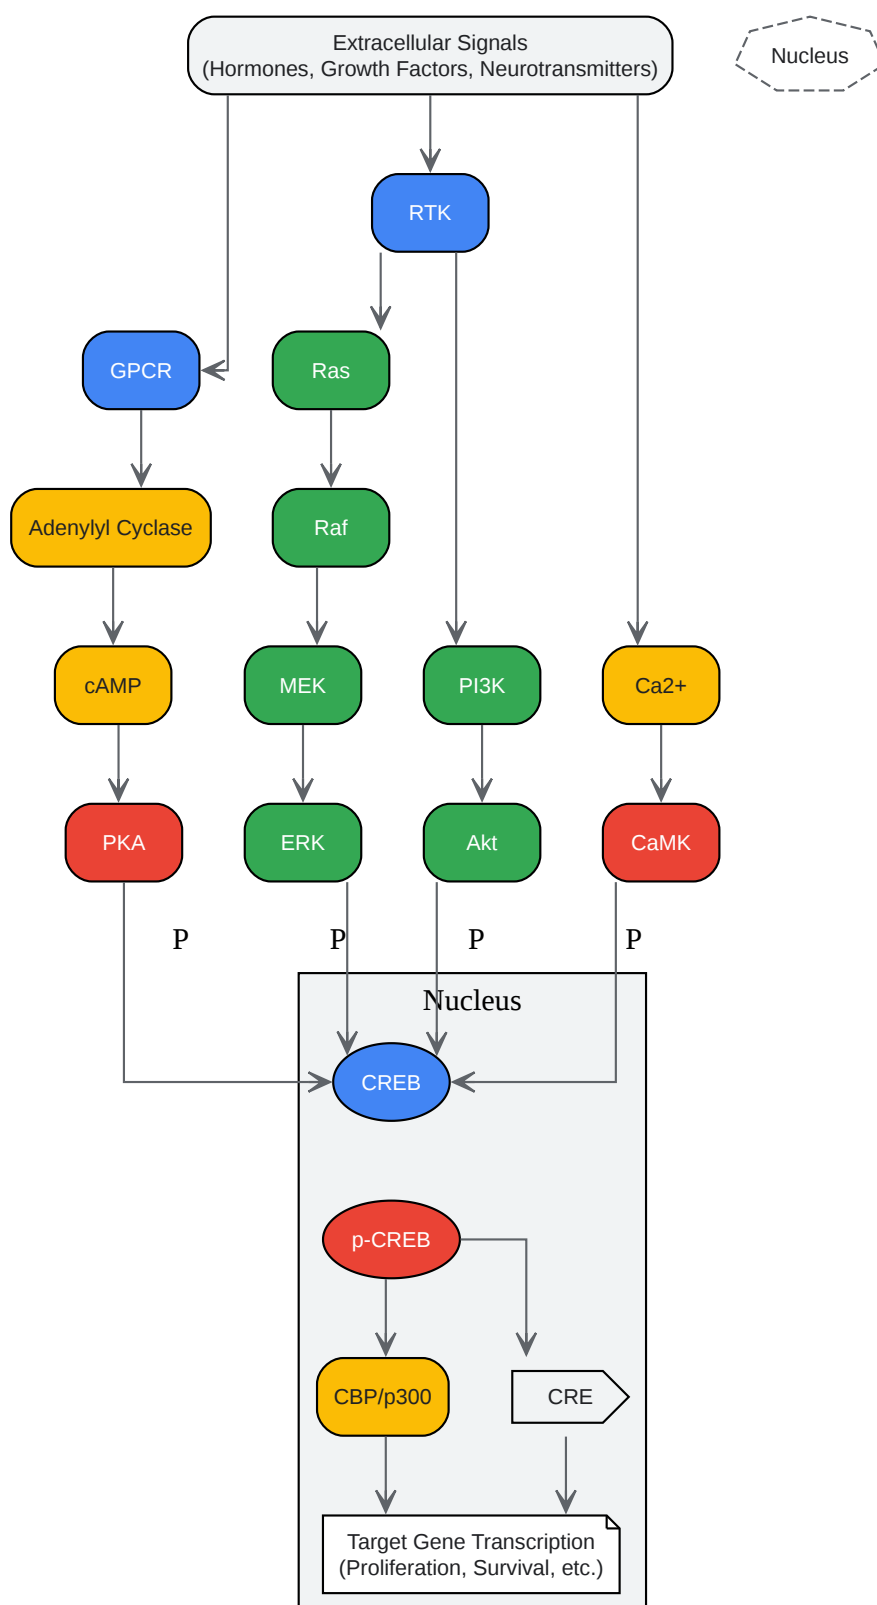 Extracellular Signals
(Hormones, Growth Factors, Neurotransmitters)
Nucleus
RTK
GPCR
Ras
Adenylyl Cyclase
Raf
cAMP
MEK
PI3K
Ca2+
PKA
ERK
Akt
CaMK
P
P
P
P
Nucleus
CREB
p-CREB
CBP/p300
CRE
Target Gene Transcription
(Proliferation, Survival, etc.)